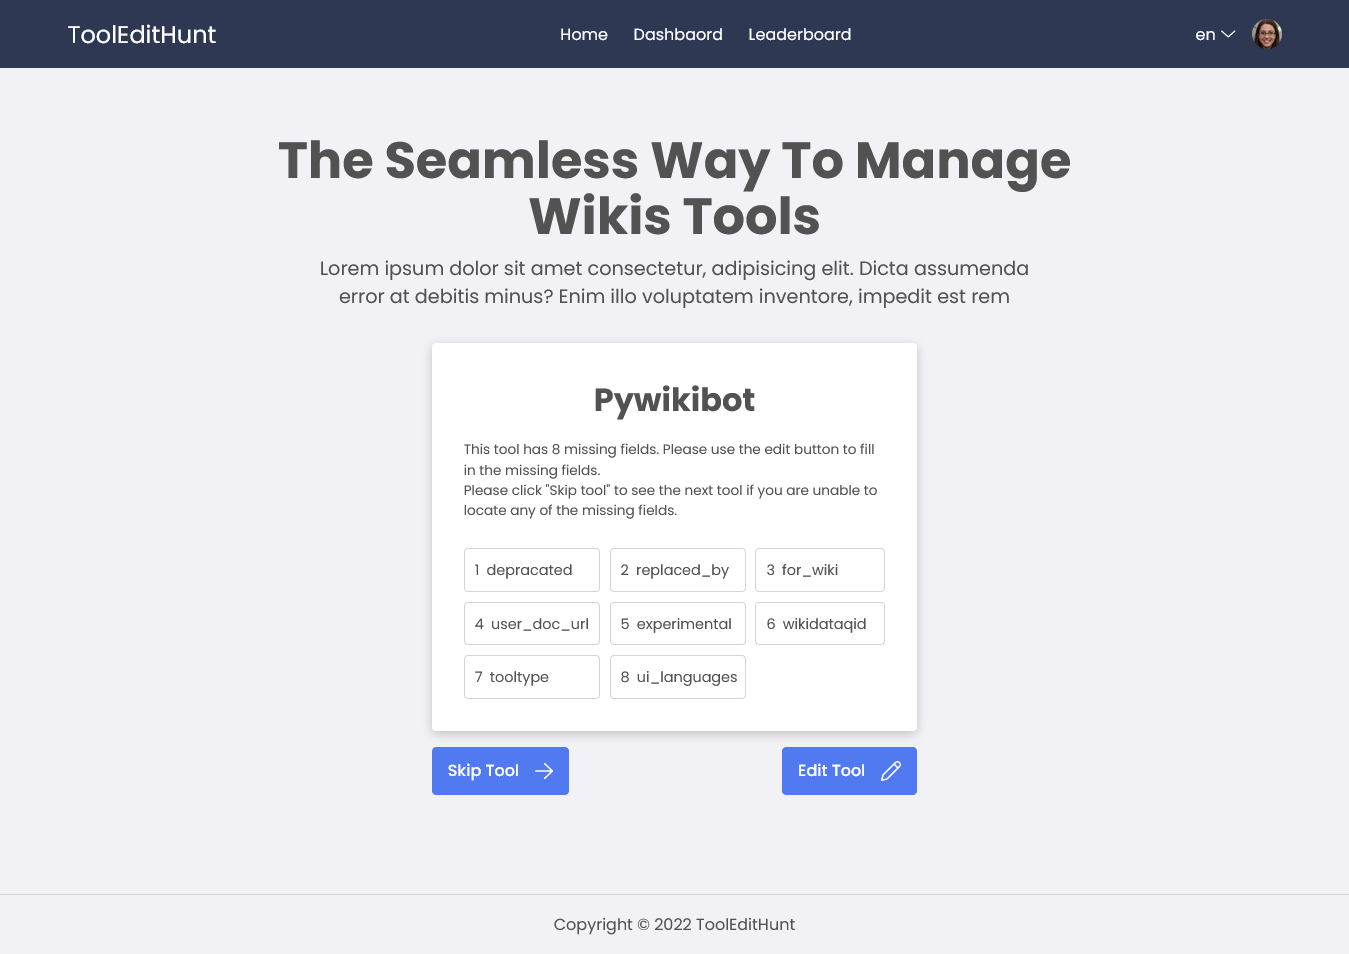 ToolEditHunt
Home Dashbaord Leaderboard
en
The Seamless Way To Manage
Wikis Tools
Lorem ipsum dolor sit amet consectetur, adipisicing elit. Dicta assumenda
error at debitis minus? Enim illo voluptatem inventore, impedit est rem
Pywikibot
This tool has 8 missing fields. Please use the edit button to fill
in the missing fields.
Please click "Skip tool" to see the next tool if you are unable to
locate any of the missing fields.
1 depracated 2 replaced_by 3 for_wiki
4 user_doc_url 5 experimental 6 wikidataqid
7 tooltype 8 ui_languages
Skip Tool Edit Tool
Copyright © 2022 ToolEditHunt